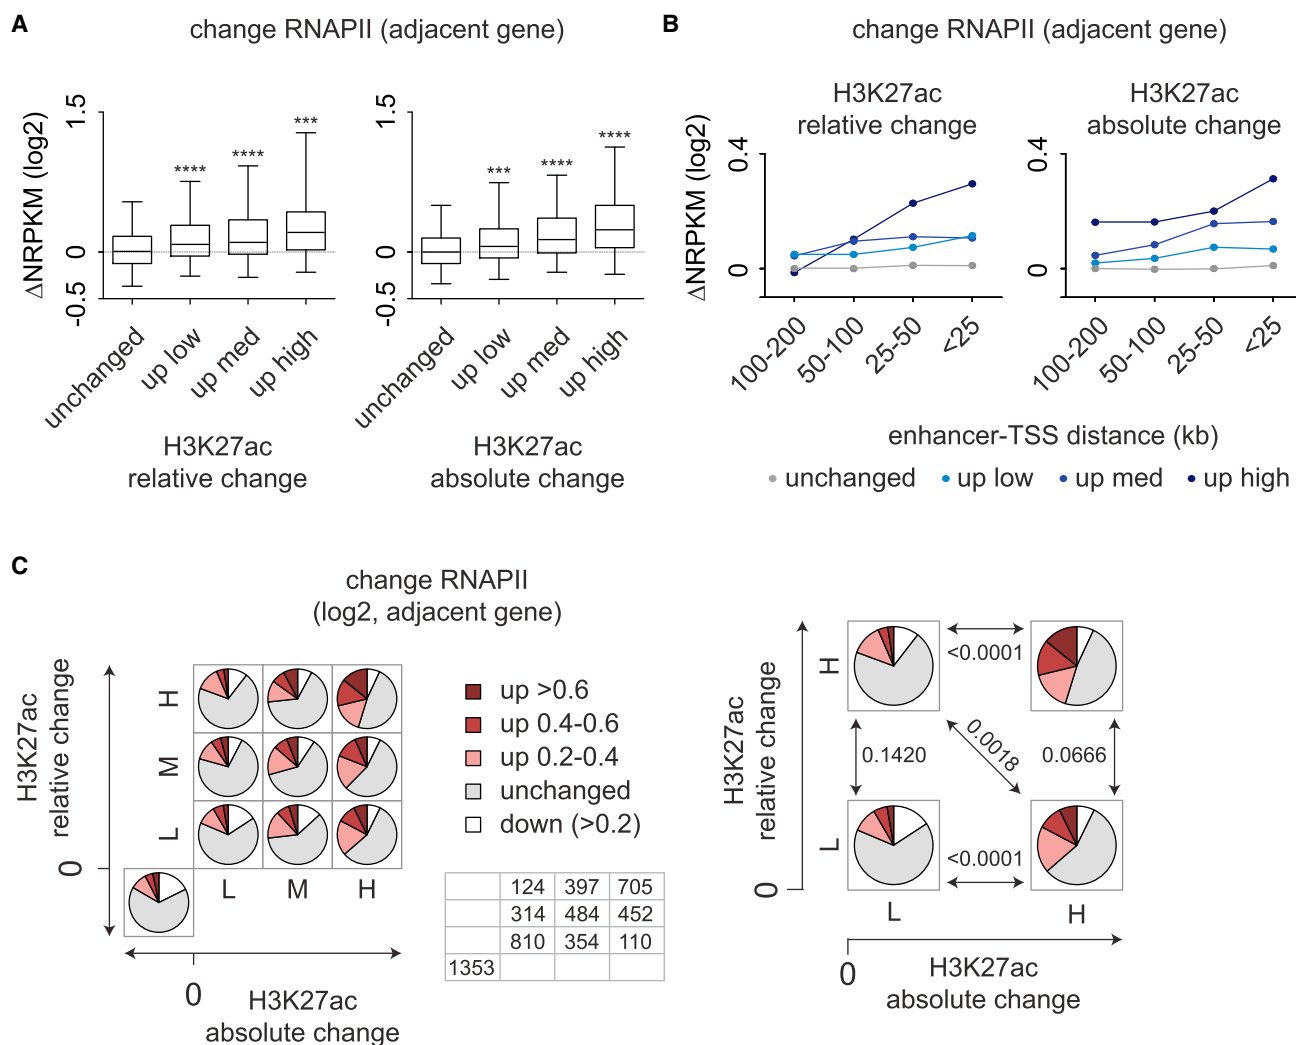 A
change RNAPII (adjacent gene)
ΔNRPKM (log2)
1.5
0
-0.5
****
****
***
unchanged
up low
up med
up high
H3K27ac
relative change
1.5
0
-0.5
***
****
****
unchanged
up low
up med
up high
H3K27ac
absolute change
B
change RNAPII (adjacent gene)
H3K27ac
relative change
ΔNRPKM (log2)
0.4
0
100-200
50-100
25-50
<25
H3K27ac
absolute change
0.4
0
100-200
50-100
25-50
<25
enhancer-TSS distance (kb)
unchanged
up low
up med
up high
C
change RNAPII
(log2, adjacent gene)
H3K27ac
relative change
0
H
M
L
L M H
0
H3K27ac
absolute change
up >0.6
up 0.4-0.6
up 0.2-0.4
unchanged
down (>0.2)
124 397 705
314 484 452
810 354 110
1353
H3K27ac
relative change
0
H
L
<0.0001
0.1420
0.0018
0.0666
<0.0001
L H
0
H3K27ac
absolute change